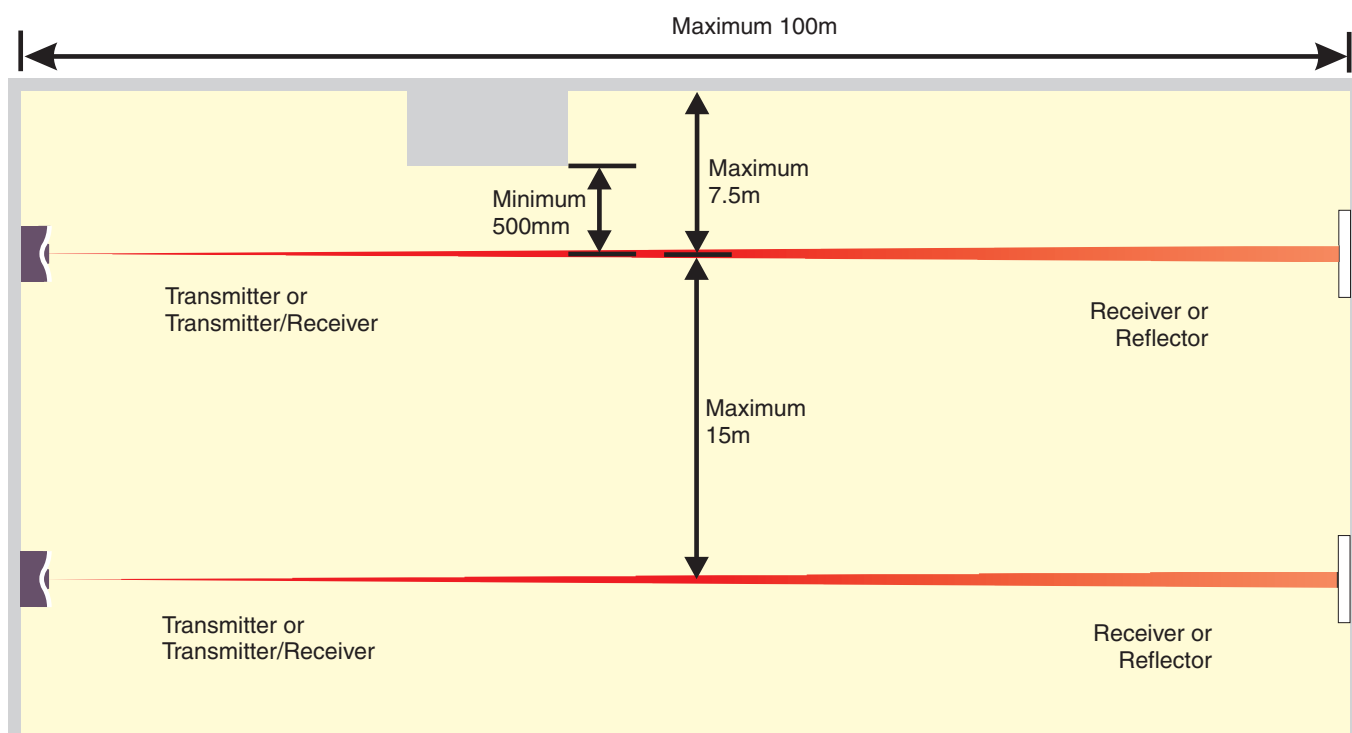 Maximum 100m
Maximum
7.5m
Minimum
500mm
Transmitter or
Transmitter/Receiver
Receiver or
Reflector
Maximum
15m
Transmitter or
Transmitter/Receiver
Receiver or
Reflector